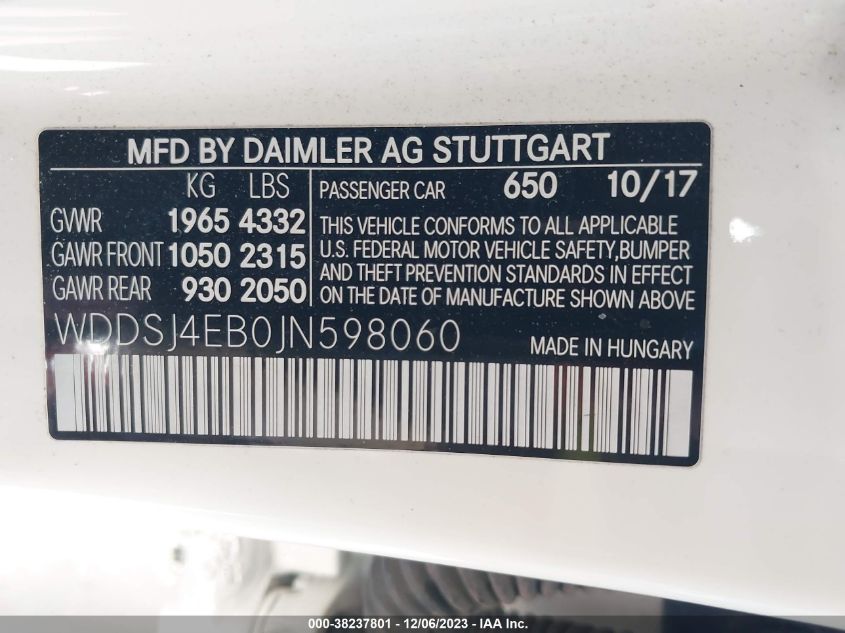 MFD BY DAIMLER AG STUTTGART
KG LBS
GVWR 1965 4332
GAWR FRONT 1050 2315
GAWR REAR 930 2050
PASSENGER CAR 650 10/17
THIS VEHICLE CONFORMS TO ALL APPLICABLE
U.S. FEDERAL MOTOR VEHICLE SAFETY,BUMPER
AND THEFT PREVENTION STANDARDS IN EFFECT
ON THE DATE OF MANUFACTURE SHOWN ABOVE
WDDSJ4EB0JN598060
MADE IN HUNGARY
000-38237801 - 12/06/2023 - IAA, Inc.